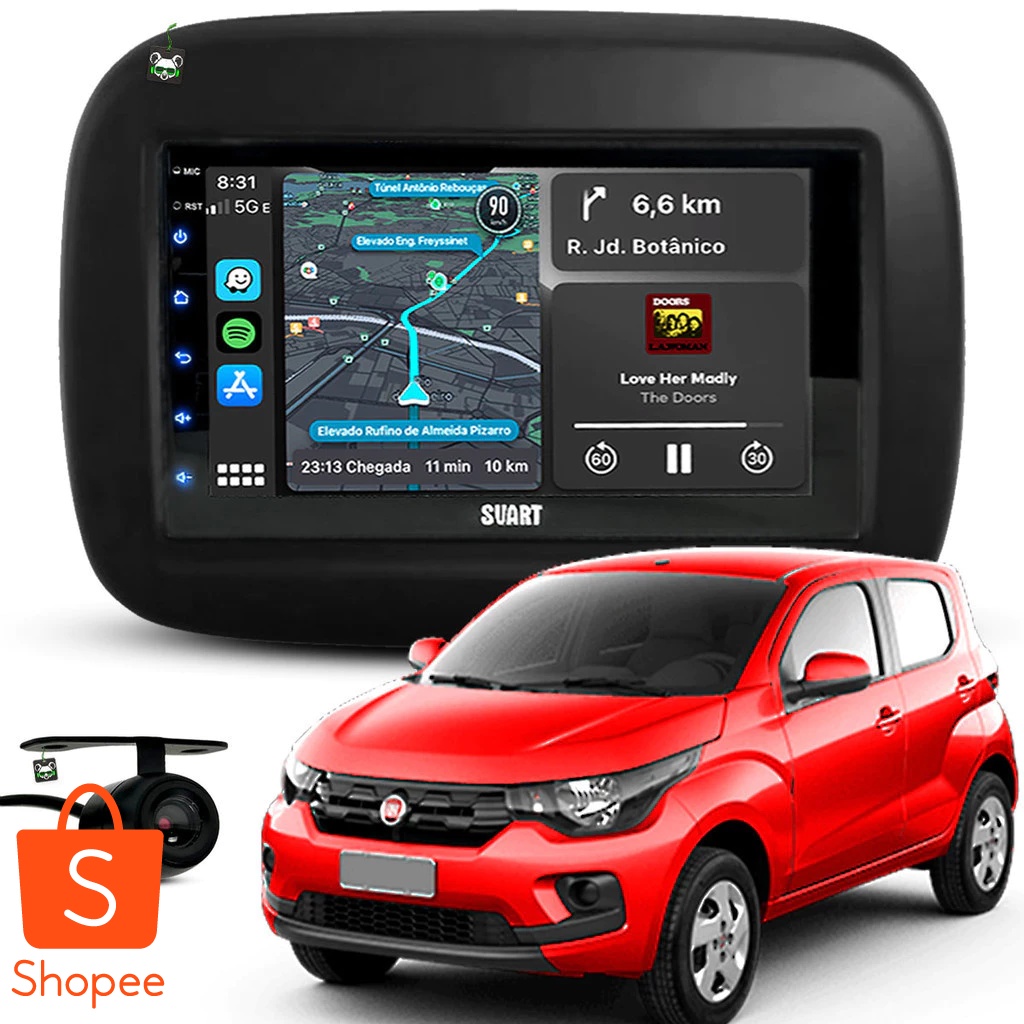 MIC
RST
8:31
5G E
Túnel Antônio Rebouças
90
km/h
Elevado Eng. Freyssinet
Elevado Rufino de Almeida Pizarro
23:13 Chegada 11 min 10 km
6,6 km
R. Jd. Botânico
DOORS
L.A.WOMAN
Love Her Madly
The Doors
60
30
SUART
S
Shopee